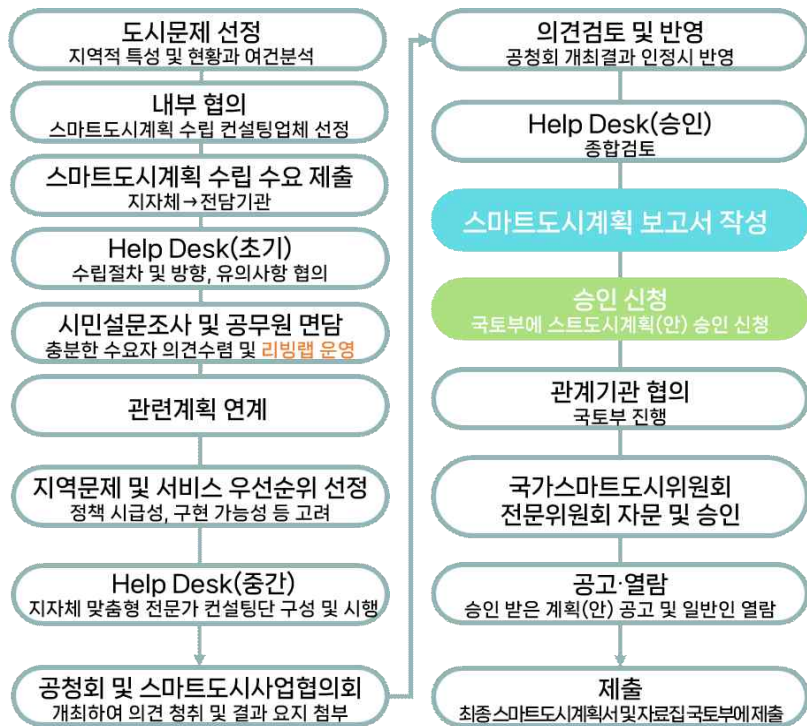 도시문제 선정
지역적 특성 및 현황과 여건분석
내부 협의
스마트도시계획 수립 컨설팅업체 선정
스마트도시계획 수립 수요 제출
지자체→전담기관
Help Desk(초기)
수립절차 및 방향, 유의사항 협의
시민설문조사 및 공무원 면담
충분한 수요자 의견수렴 및 리빙랩 운영
관련계획 연계
지역문제 및 서비스 우선순위 선정
정책 시급성, 구현 가능성 등 고려
Help Desk(중간)
지자체 맞춤형 전문가 컨설팅단 구성 및 시행
공청회 및 스마트도시사업협의회
개최하여 의견 청취 및 결과 요지 첨부
의견검토 및 반영
공청회 개최결과 인정시 반영
Help Desk(승인)
종합검토
스마트도시계획 보고서 작성
승인 신청
국토부에 스트도시계획(안) 승인 신청
관계기관 협의
국토부 진행
국가스마트도시위원회
전문위원회 자문 및 승인
공고·열람
승인 받은 계획(안) 공고 및 일반인 열람
제출
최종 스마트도시계획서 및 자료집 국토부에 제출